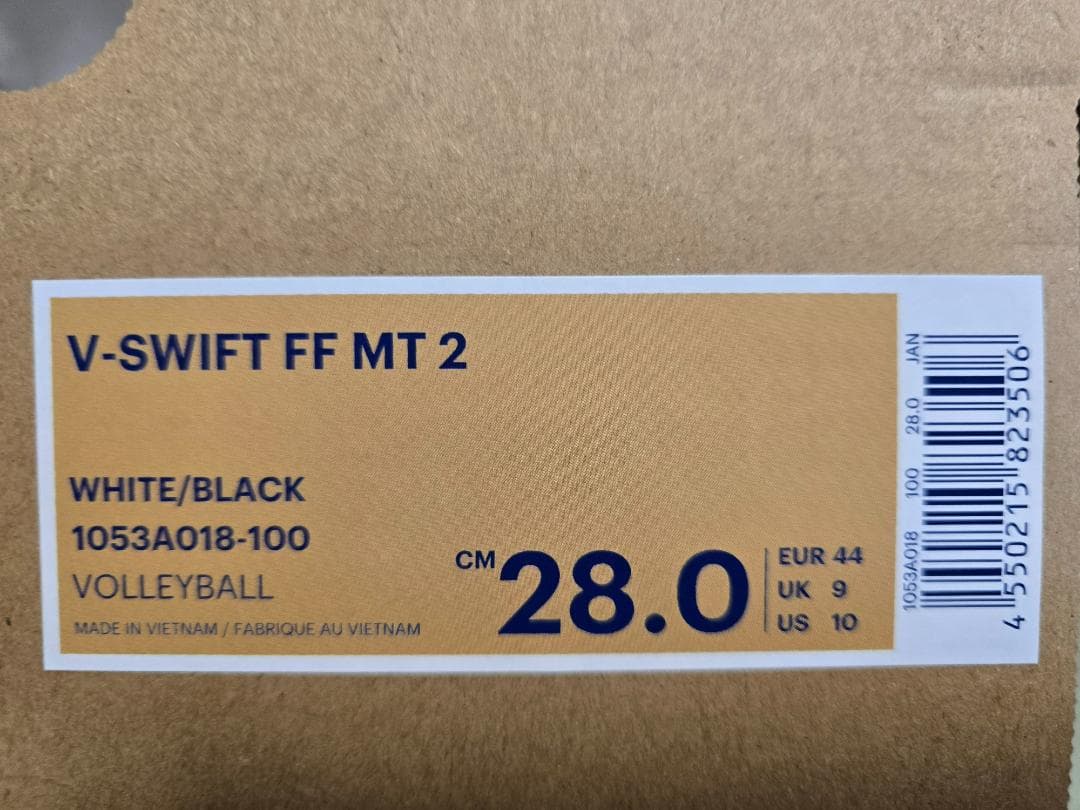 V-SWIFT FF MT 2
WHITE/BLACK
1053A018-100
VOLLEYBALL
MADE IN VIETNAM / FABRIQUE AU VIETNAM
CM 28.0
EUR 44
UK 9
US 10
1053A018 100 28.0 JAN
4 550215 823506